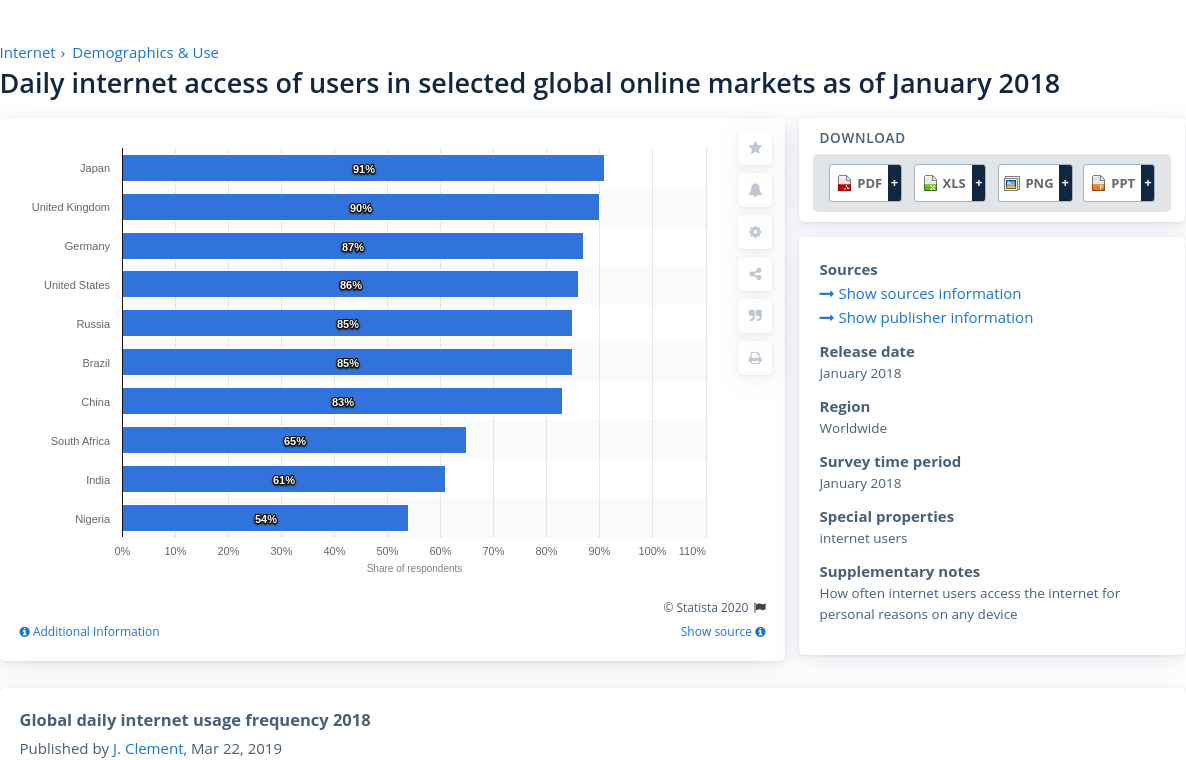 Internet › Demographics & Use
Daily internet access of users in selected global online markets as of January 2018
Japan 91%
United Kingdom 90%
Germany 87%
United States 86%
Russia 85%
Brazil 85%
China 83%
South Africa 65%
India 61%
Nigeria 54%
0% 10% 20% 30% 40% 50% 60% 70% 80% 90% 100% 110%
Share of respondents
© Statista 2020
Additional Information
Show source
DOWNLOAD
PDF + XLS + PNG + PPT +
Sources
Show sources information
Show publisher information
Release date
January 2018
Region
Worldwide
Survey time period
January 2018
Special properties
internet users
Supplementary notes
How often internet users access the internet for
personal reasons on any device
Global daily internet usage frequency 2018
Published by J. Clement, Mar 22, 2019